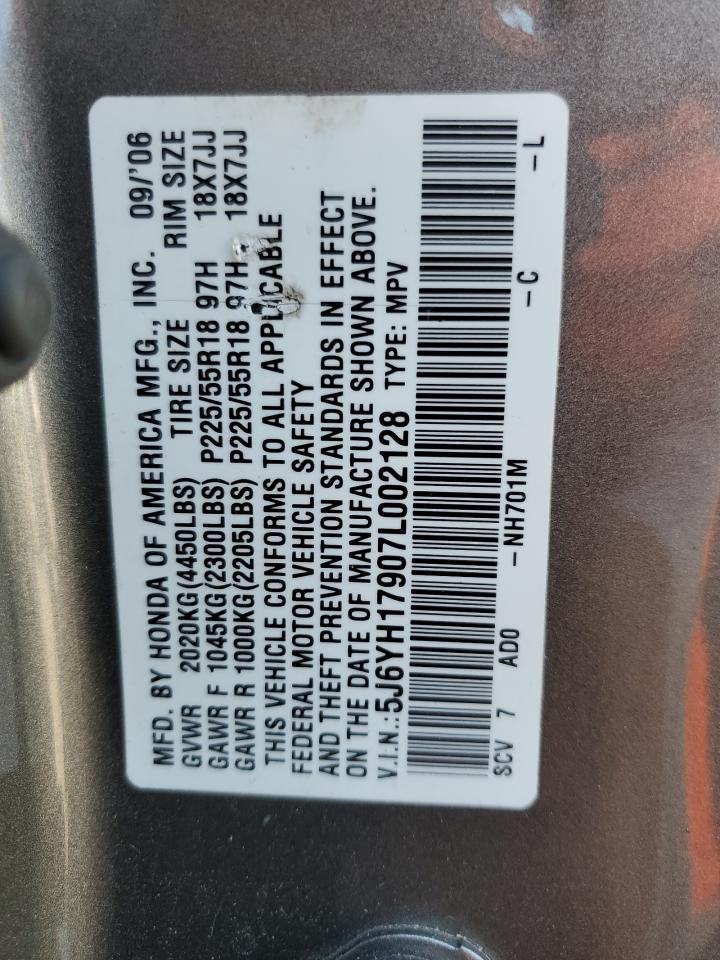 MFD. BY HONDA OF AMERICA MFG., INC. 09/'06
GVWR 2020KG(4450LBS) TIRE SIZE RIM SIZE
GAWR F 1045KG(2300LBS) P225/55R18 97H 18X7JJ
GAWR R 1000KG(2205LBS) P225/55R18 97H 18X7JJ
THIS VEHICLE CONFORMS TO ALL APPLICABLE
FEDERAL MOTOR VEHICLE SAFETY
AND THEFT PREVENTION STANDARDS IN EFFECT
ON THE DATE OF MANUFACTURE SHOWN ABOVE.
V.I.N.:5J6YH17907L002128 TYPE: MPV
SCV 7 AD0 -NH701M -C -L